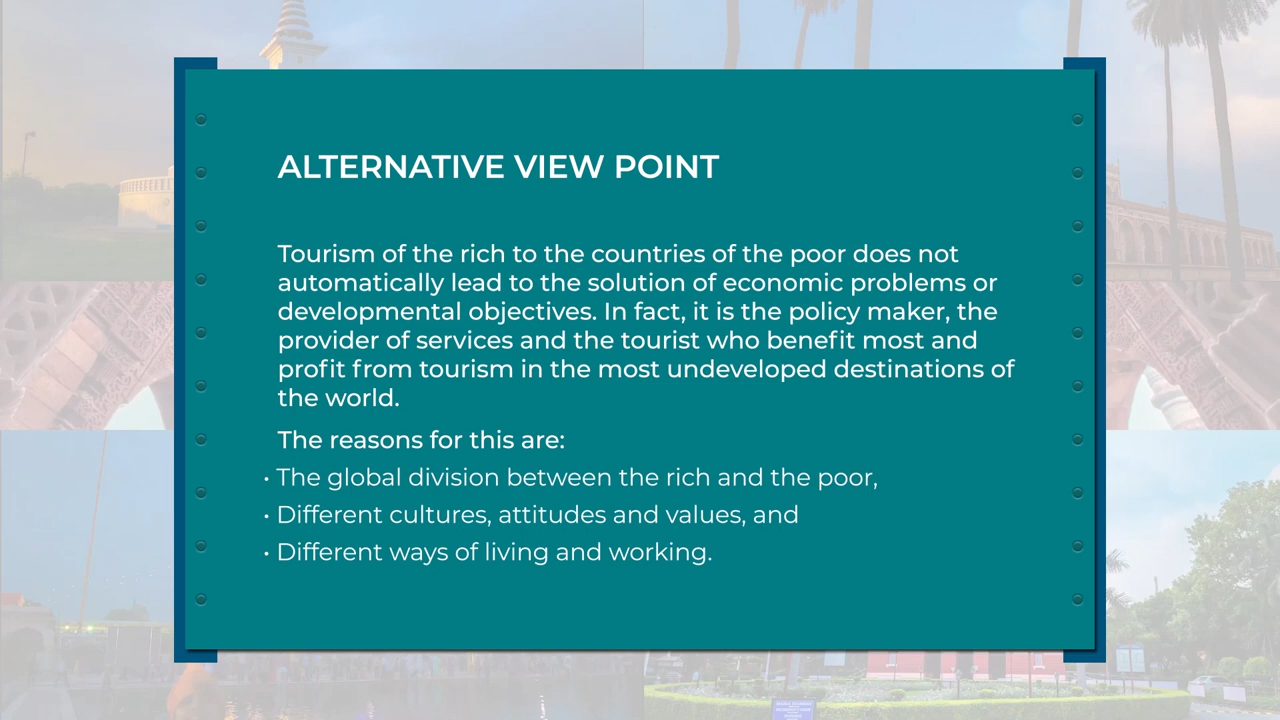 ALTERNATIVE VIEW POINT
Tourism of the rich to the countries of the poor does not
automatically lead to the solution of economic problems or
developmental objectives. In fact, it is the policy maker, the
provider of services and the tourist who benefit most and
profit from tourism in the most undeveloped destinations of
the world.
The reasons for this are:
• The global division between the rich and the poor,
• Different cultures, attitudes and values, and
• Different ways of living and working.